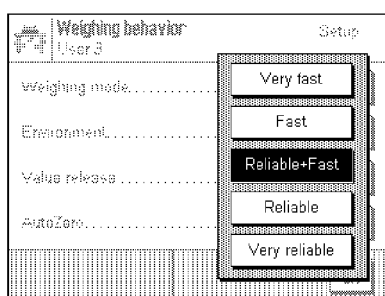 Weighing behavior
User 3
Setup
Weighing mode
Environment
Value release
AutoZero
Very fast
Fast
Reliable+Fast
Reliable
Very reliable